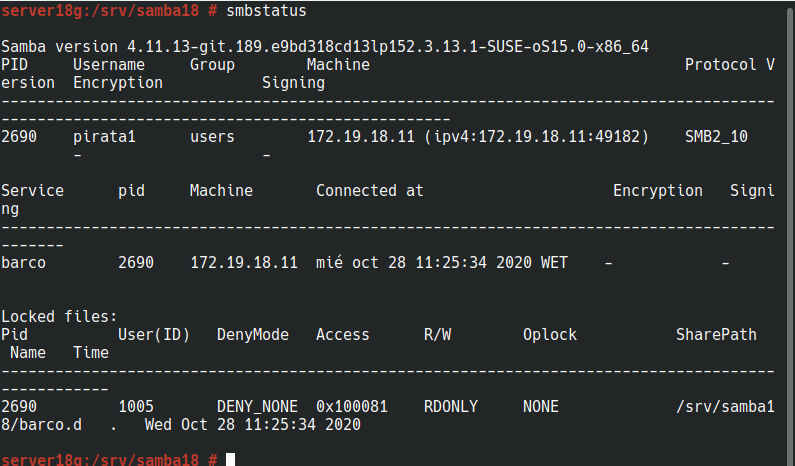 server18g:/srv/samba18 # smbstatus
Samba version 4.11.13-git.189.e9bd318cd13lp152.3.13.1-SUSE-oS15.0-x86_64
PID     Username     Group        Machine                                   Protocol V
ersion  Encryption           Signing
--------------------------------------------------------------------------------------
--------------------------------------------------
2690    pirata1      users        172.19.18.11 (ipv4:172.19.18.11:49182)    SMB2_10
        -                    -
Service      pid     Machine       Connected at                     Encryption   Signi
ng
--------------------------------------------------------------------------------------
-------
barco        2690    172.19.18.11  mié oct 28 11:25:34 2020 WET    -            -
Locked files:
Pid          User(ID)   DenyMode   Access      R/W        Oplock           SharePath
 Name   Time
--------------------------------------------------------------------------------------
------------
2690         1005       DENY_NONE  0x100081    RDONLY     NONE             /srv/samba1
8/barco.d   .   Wed Oct 28 11:25:34 2020
server18g:/srv/samba18 #